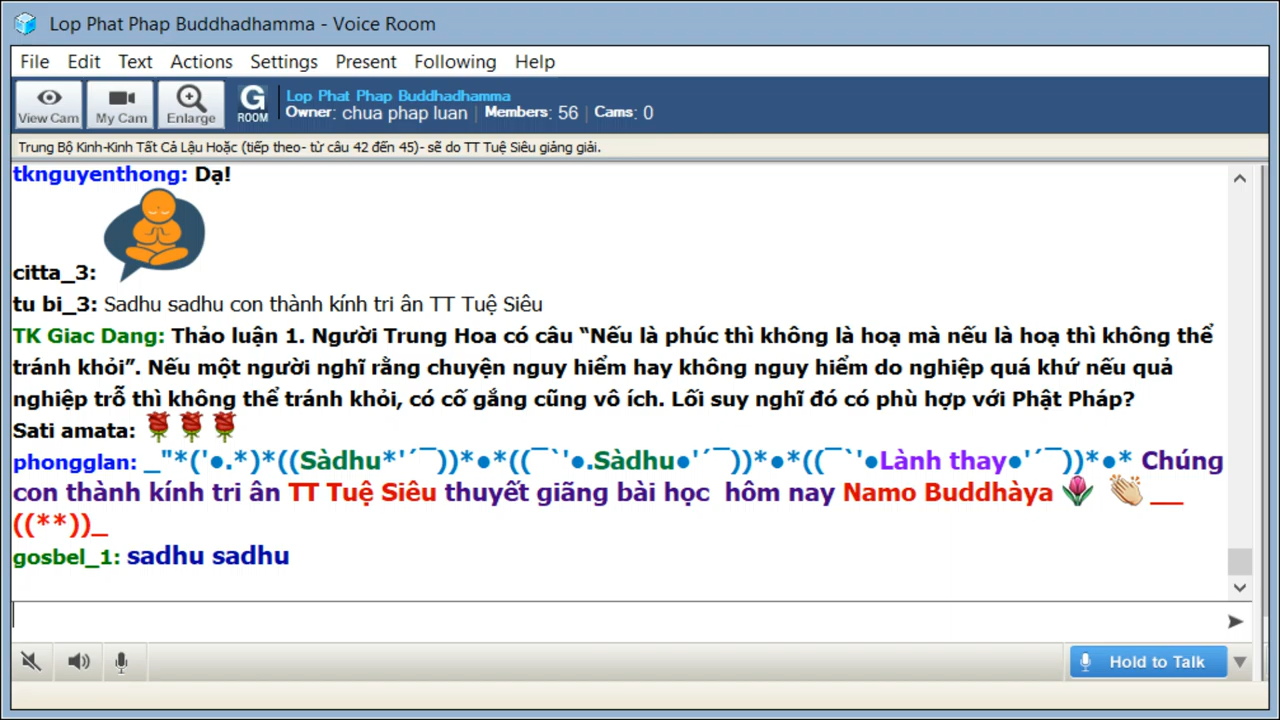 Lop Phat Phap Buddhadhamma - Voice Room
File Edit Text Actions Settings Present Following Help
View Cam My Cam Enlarge G ROOM Lop Phat Phap Buddhadhamma
Owner: chua phap luan | Members: 56 | Cams: 0
Trung Bộ Kinh-Kinh Tất Cả Lậu Hoặc (tiếp theo- từ câu 42 đến 45)- sẽ do TT Tuệ Siêu giảng giải.
tknguyenthong: Dạ!
citta_3:
tu bi_3: Sadhu sadhu con thành kính tri ân TT Tuệ Siêu
TK Giac Dang: Thảo luận 1. Người Trung Hoa có câu “Nếu là phúc thì không là hoạ mà nếu là hoạ thì không thể
tránh khỏi”. Nếu một người nghĩ rằng chuyện nguy hiểm hay không nguy hiểm do nghiệp quá khứ nếu quả
nghiệp trỗ thì không thể tránh khỏi, có cố gắng cũng vô ích. Lối suy nghĩ đó có phù hợp với Phật Pháp?
Sati amata: 🌹🌹🌹
phongglan: _"*('●.*)*((Sàdhu*'´¯))*●*((¯`'●.Sàdhu●'´¯))*●*((¯`'●Lành thay●'´¯))*●* Chúng
con thành kính tri ân TT Tuệ Siêu thuyết giãng bài học hôm nay Namo Buddhàya 🌷 👏 __
((**))_
gosbel_1: sadhu sadhu
Hold to Talk